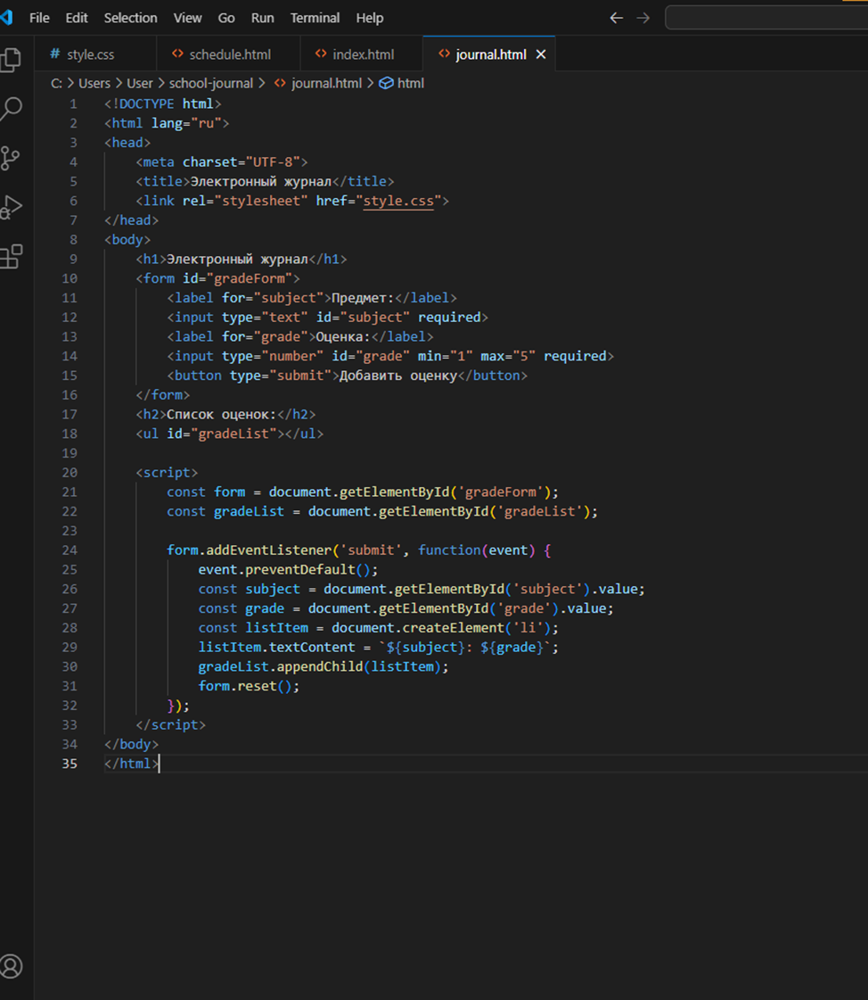 File Edit Selection View Go Run Terminal Help
# style.css <> schedule.html <> index.html <> journal.html ×
C: > Users > User > school-journal > <> journal.html > html
1 <!DOCTYPE html>
2 <html lang="ru">
3 <head>
4 <meta charset="UTF-8">
5 <title>Электронный журнал</title>
6 <link rel="stylesheet" href="style.css">
7 </head>
8 <body>
9 <h1>Электронный журнал</h1>
10 <form id="gradeForm">
11 <label for="subject">Предмет:</label>
12 <input type="text" id="subject" required>
13 <label for="grade">Оценка:</label>
14 <input type="number" id="grade" min="1" max="5" required>
15 <button type="submit">Добавить оценку</button>
16 </form>
17 <h2>Список оценок:</h2>
18 <ul id="gradeList"></ul>
19
20 <script>
21 const form = document.getElementById('gradeForm');
22 const gradeList = document.getElementById('gradeList');
23
24 form.addEventListener('submit', function(event) {
25 event.preventDefault();
26 const subject = document.getElementById('subject').value;
27 const grade = document.getElementById('grade').value;
28 const listItem = document.createElement('li');
29 listItem.textContent = `${subject}: ${grade}`;
30 gradeList.appendChild(listItem);
31 form.reset();
32 });
33 </script>
34 </body>
35 </html>